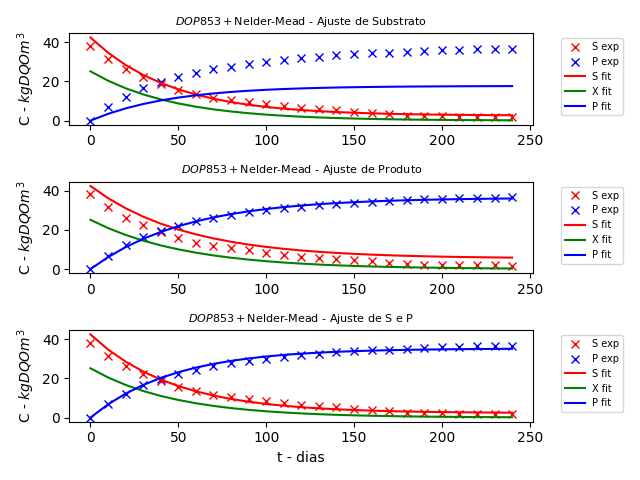 DOP853 + Nelder-Mead - Ajuste de Substrato
C - kgDQOm³
40
20
0
0 50 100 150 200 250
S exp
P exp
S fit
X fit
P fit
DOP853 + Nelder-Mead - Ajuste de Produto
C - kgDQOm³
40
20
0
0 50 100 150 200 250
S exp
P exp
S fit
X fit
P fit
DOP853 + Nelder-Mead - Ajuste de S e P
C - kgDQOm³
40
20
0
0 50 100 150 200 250
S exp
P exp
S fit
X fit
P fit
t - dias